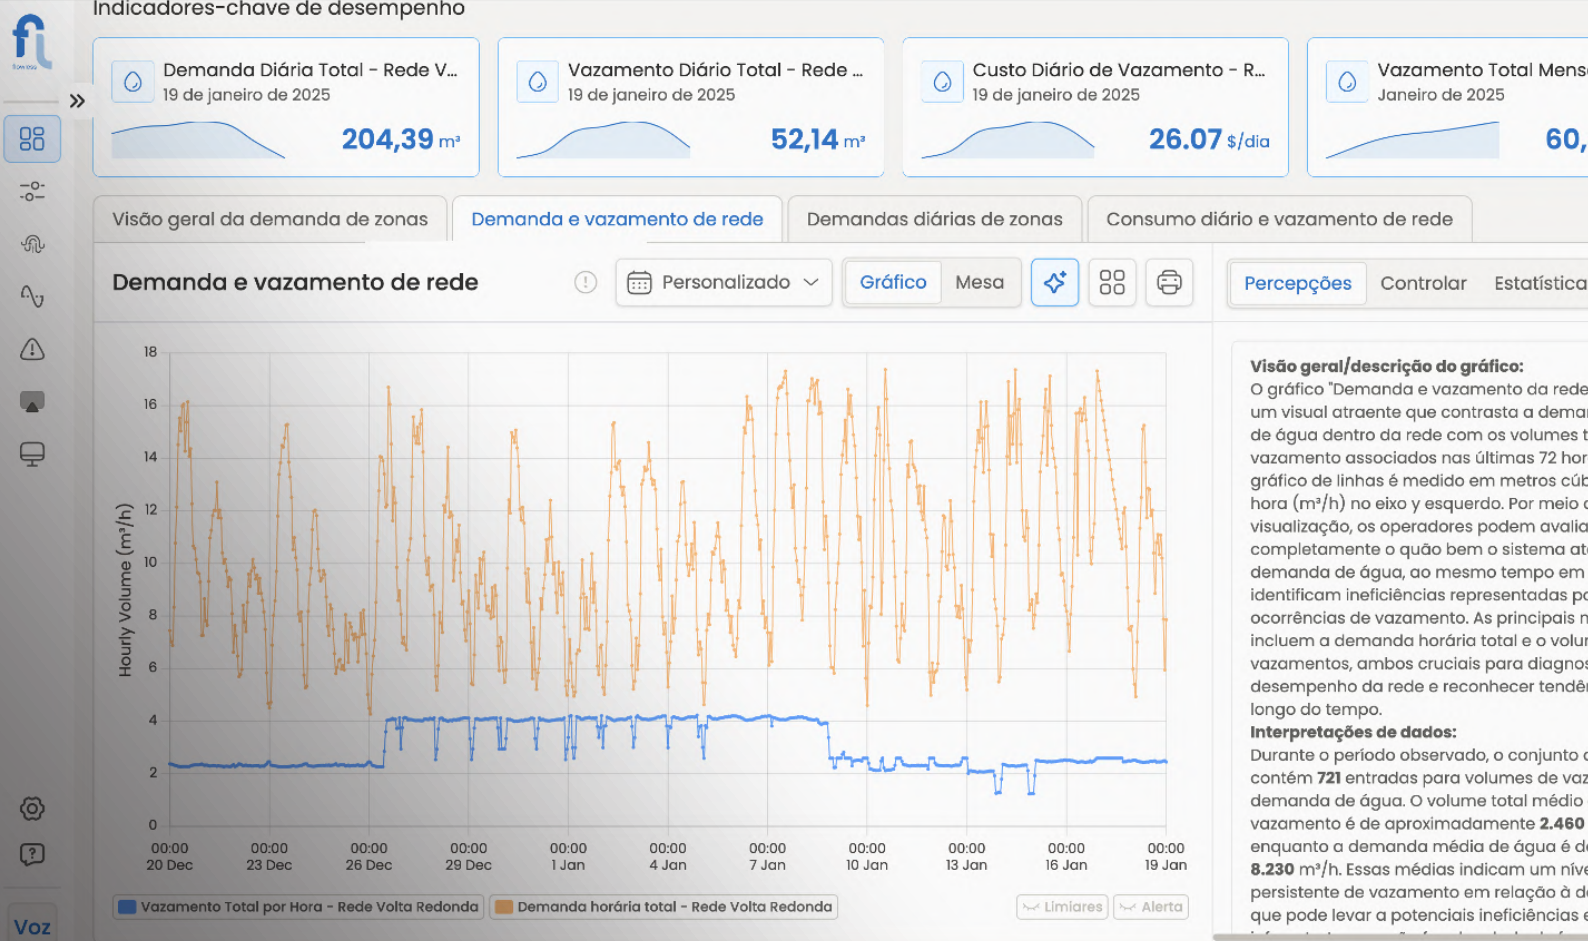 Indicadores-chave de desempenho
Demanda Diária Total - Rede V...
19 de janeiro de 2025
204,39 m³
Vazamento Diário Total - Rede ...
19 de janeiro de 2025
52,14 m³
Custo Diário de Vazamento - R...
19 de janeiro de 2025
26.07 $/dia
Vazamento Total Mens
Janeiro de 2025
60,
Visão geral da demanda de zonas
Demanda e vazamento de rede
Demandas diárias de zonas
Consumo diário e vazamento de rede
Demanda e vazamento de rede
Personalizado
Gráfico
Mesa
Percepções
Controlar
Estatística
Hourly Volume (m³/h)
18
16
14
12
10
8
6
4
2
0
00:00 00:00 00:00 00:00 00:00 00:00 00:00 00:00 00:00 00:00 00:00
20 Dec 23 Dec 26 Dec 29 Dec 1 Jan 4 Jan 7 Jan 10 Jan 13 Jan 16 Jan 19 Jan
Vazamento Total por Hora - Rede Volta Redonda
Demanda horária total - Rede Volta Redonda
Limiares
Alerta
Visão geral/descrição do gráfico:
O gráfico "Demanda e vazamento da rede
um visual atraente que contrasta a dema
de água dentro da rede com os volumes t
vazamento associados nas últimas 72 hor
gráfico de linhas é medido em metros cúb
hora (m³/h) no eixo y esquerdo. Por meio
visualização, os operadores podem avalia
completamente o quão bem o sistema at
demanda de água, ao mesmo tempo em
identificam ineficiências representadas po
ocorrências de vazamento. As principais
incluem a demanda horária total e o volu
vazamentos, ambos cruciais para diagnos
desempenho da rede e reconhecer tendê
longo do tempo.
Interpretações de dados:
Durante o período observado, o conjunto
contém 721 entradas para volumes de vaz
demanda de água. O volume total médio
vazamento é de aproximadamente 2.460
enquanto a demanda média de água é d
8.230 m³/h. Essas médias indicam um níve
persistente de vazamento em relação à d
que pode levar a potenciais ineficiências e
Voz